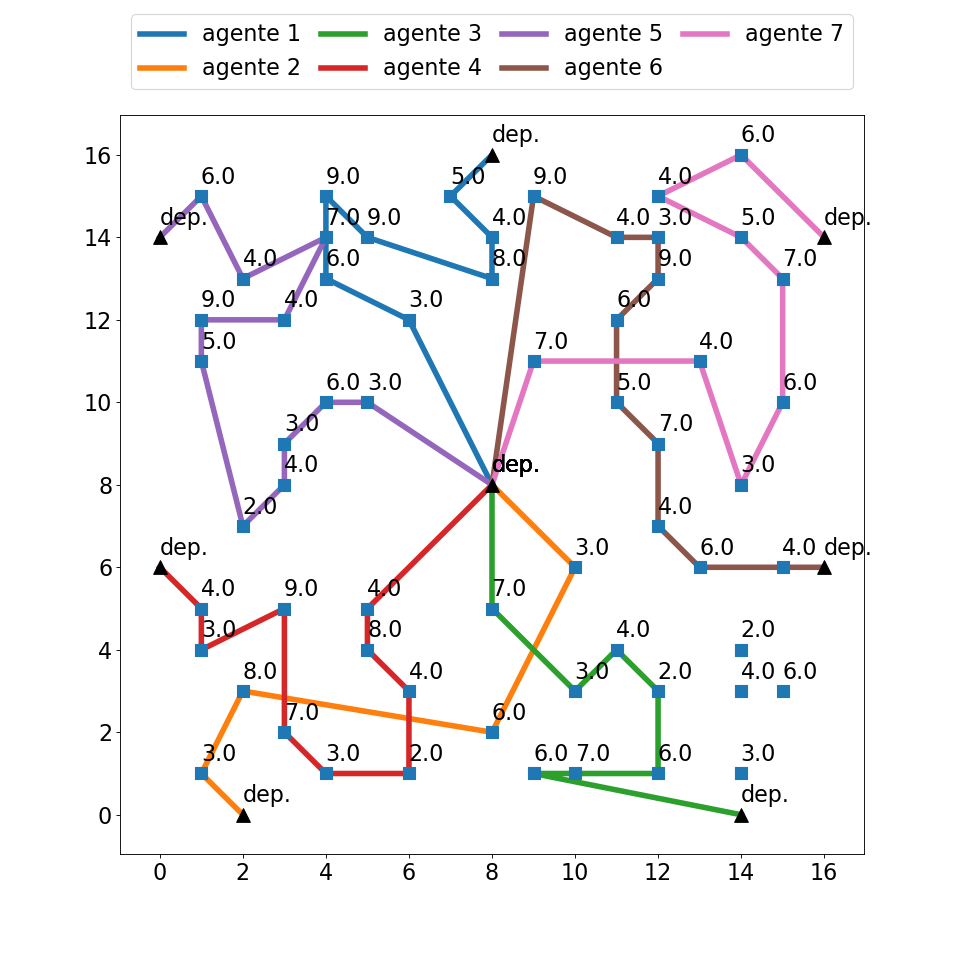 agente 1 agente 3 agente 5 agente 7
agente 2 agente 4 agente 6
dep.
16 6.0
6.0 9.0 5.0 9.0 4.0
dep. 7.0 9.0 4.0 4.0 3.0 5.0 dep.
14
4.0 6.0 8.0 9.0 7.0
9.0 4.0 3.0 6.0
12
5.0 7.0 4.0
6.0 3.0 5.0 6.0
10
3.0 7.0
4.0 dep. 3.0
8
2.0 4.0
dep. 3.0 6.0 4.0 dep.
6
4.0 9.0 4.0 7.0
3.0 8.0 4.0 2.0
4
8.0 4.0 3.0 2.0 4.0 6.0
7.0 6.0
2
3.0 3.0 2.0 6.0 7.0 6.0 3.0
dep. dep.
0
0 2 4 6 8 10 12 14 16